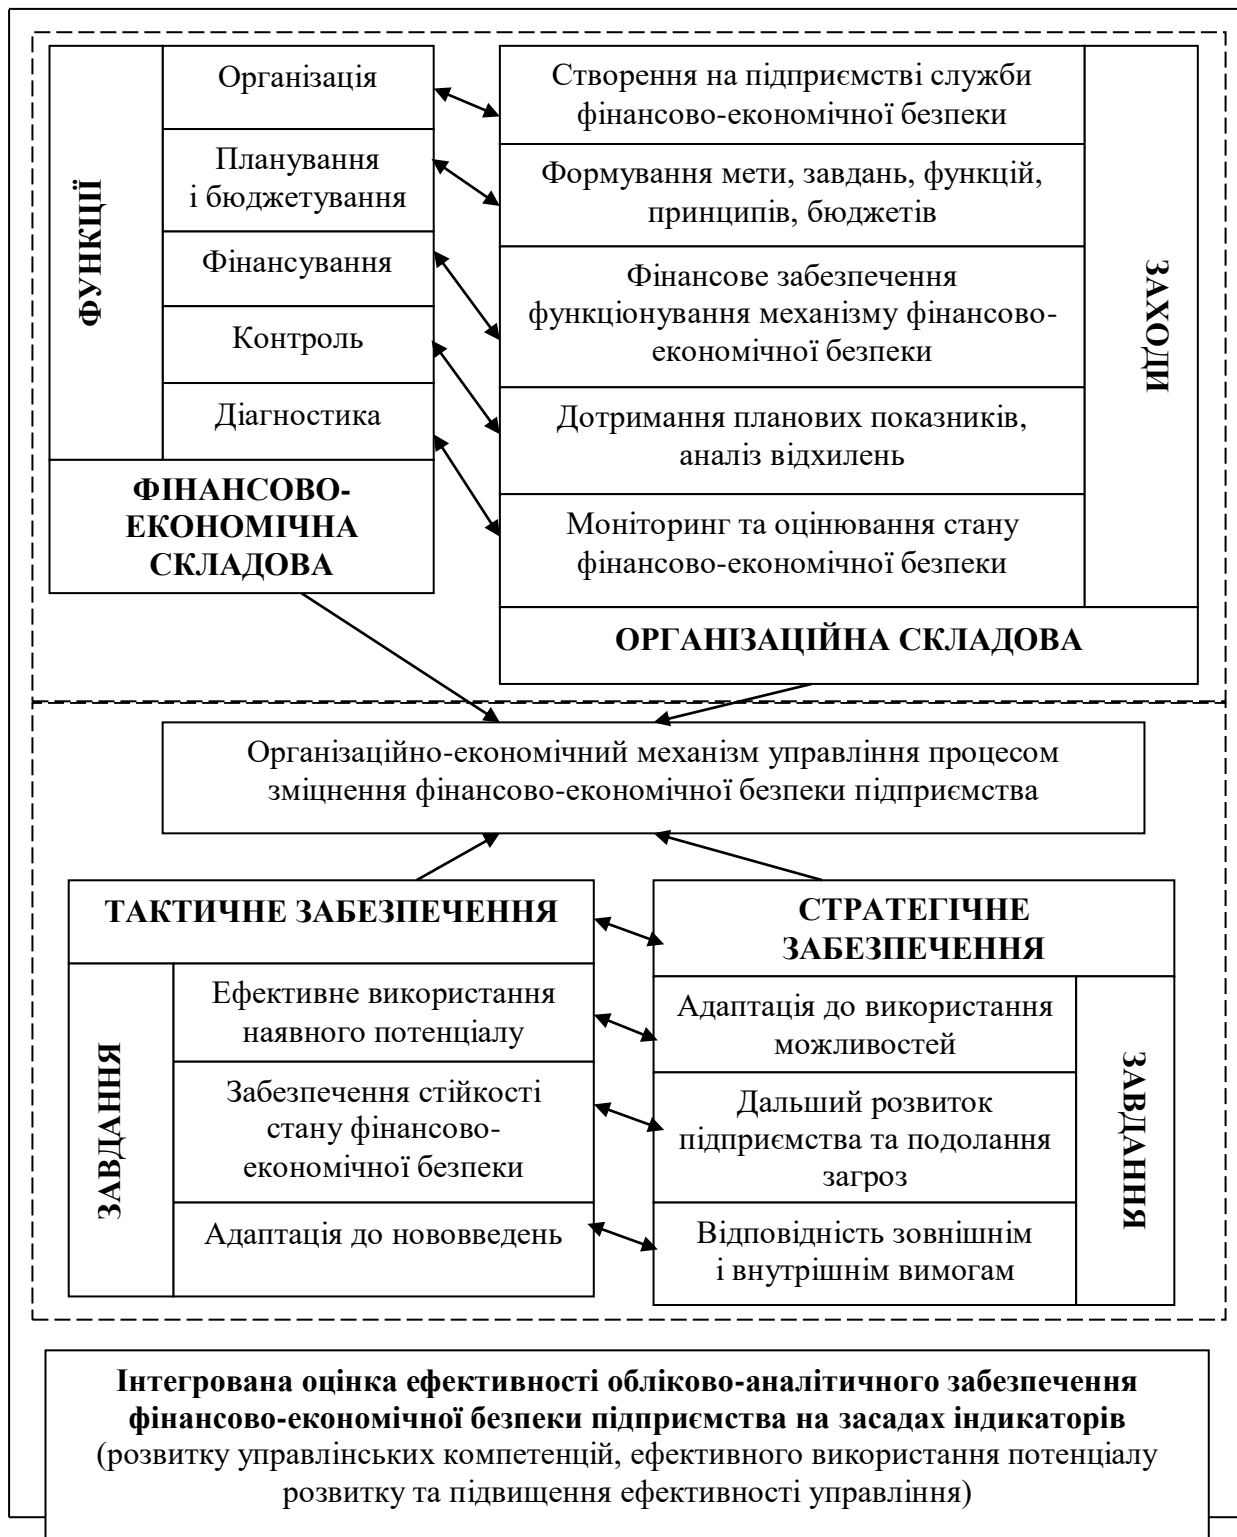 ФУНКЦІЇ
Організація
Планування
і бюджетування
Фінансування
Контроль
Діагностика
ФІНАНСОВО-
ЕКОНОМІЧНА
СКЛАДОВА
Створення на підприємстві служби
фінансово-економічної безпеки
Формування мети, завдань, функцій,
принципів, бюджетів
Фінансове забезпечення
функціонування механізму фінансово-
економічної безпеки
Дотримання планових показників,
аналіз відхилень
Моніторинг та оцінювання стану
фінансово-економічної безпеки
ЗАХОДИ
ОРГАНІЗАЦІЙНА СКЛАДОВА
Організаційно-економічний механізм управління процесом
зміцнення фінансово-економічної безпеки підприємства
ТАКТИЧНЕ ЗАБЕЗПЕЧЕННЯ
ЗАВДАННЯ
Ефективне використання
наявного потенціалу
Забезпечення стійкості
стану фінансово-
економічної безпеки
Адаптація до нововведень
СТРАТЕГІЧНЕ
ЗАБЕЗПЕЧЕННЯ
Адаптація до використання
можливостей
Дальший розвиток
підприємства та подолання
загроз
Відповідність зовнішнім
і внутрішнім вимогам
ЗАВДАННЯ
Інтегрована оцінка ефективності обліково-аналітичного забезпечення
фінансово-економічної безпеки підприємства на засадах індикаторів
(розвитку управлінських компетенцій, ефективного використання потенціалу
розвитку та підвищення ефективності управління)